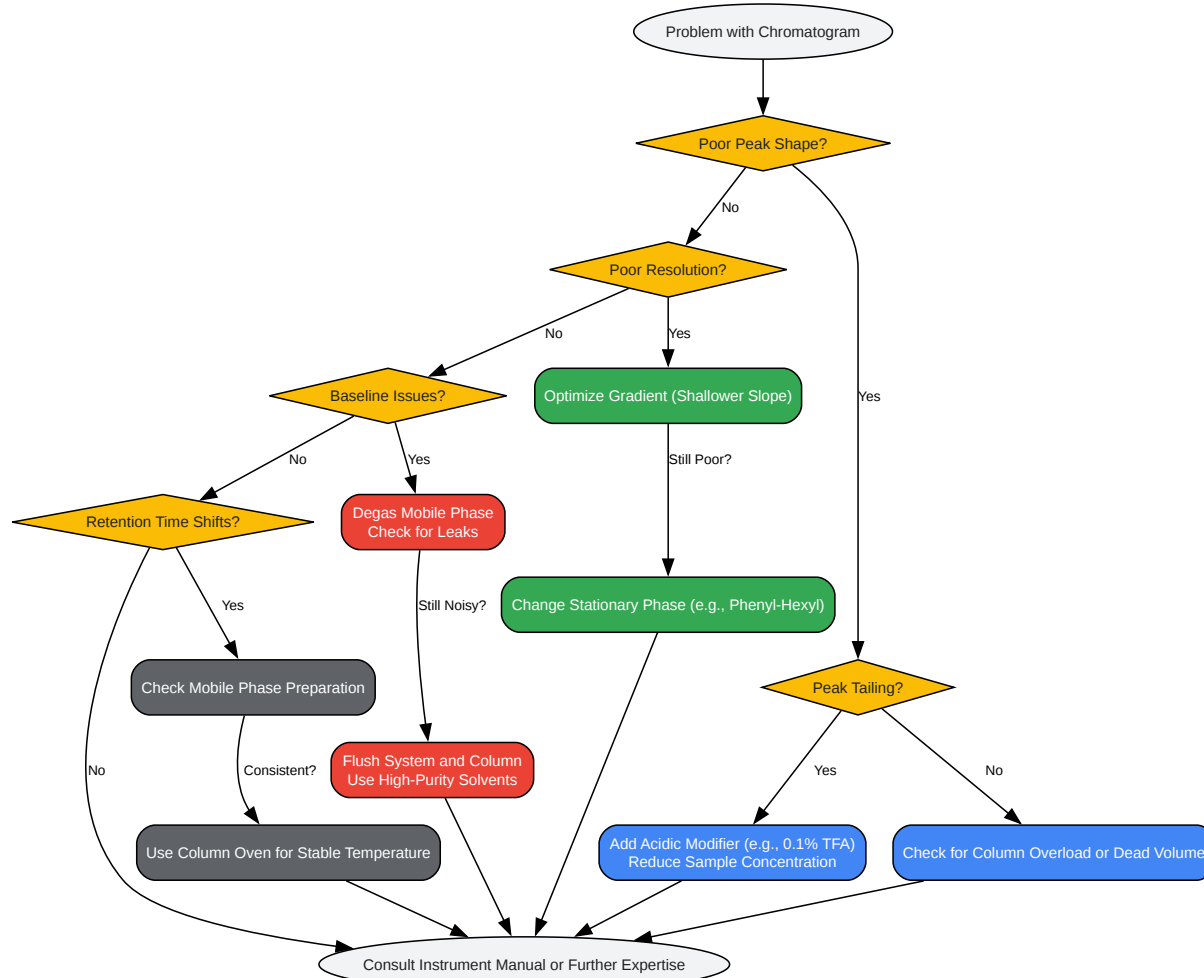 Problem with Chromatogram
Poor Peak Shape?
No
Poor Resolution?
No
Yes
Baseline Issues?
Optimize Gradient (Shallower Slope)
Yes
No
Yes
Still Poor?
Retention Time Shifts?
Degas Mobile Phase
Check for Leaks
Yes
Still Noisy?
Change Stationary Phase (e.g., Phenyl-Hexyl)
Check Mobile Phase Preparation
Peak Tailing?
No
Consistent?
Flush System and Column
Use High-Purity Solvents
Yes
No
Use Column Oven for Stable Temperature
Add Acidic Modifier (e.g., 0.1% TFA)
Reduce Sample Concentration
Check for Column Overload or Dead Volume
Consult Instrument Manual or Further Expertise